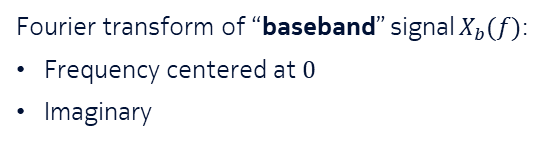 Fourier transform of “baseband” signal X_b(f):
• Frequency centered at 0
• Imaginary